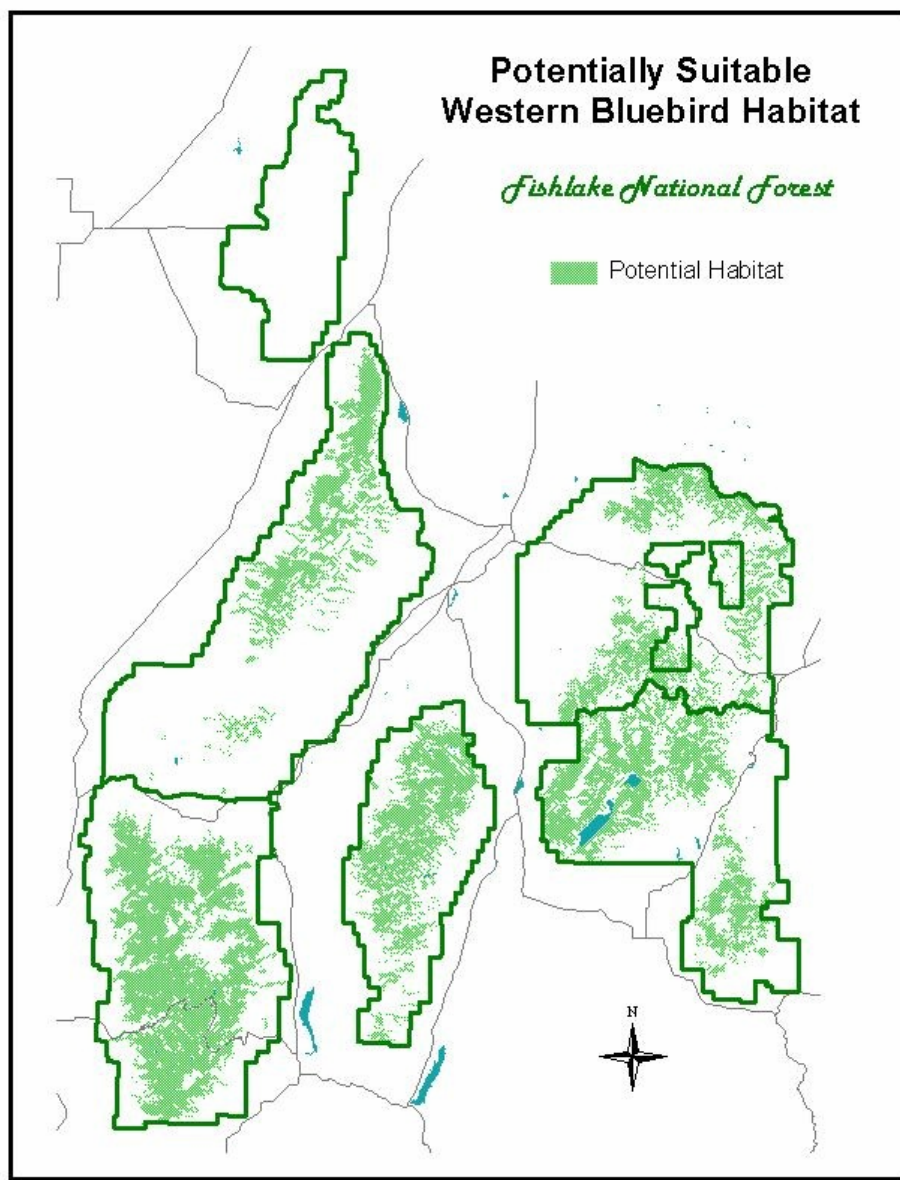 Potentially Suitable
Western Bluebird Habitat
Fishlake National Forest
Potential Habitat
N